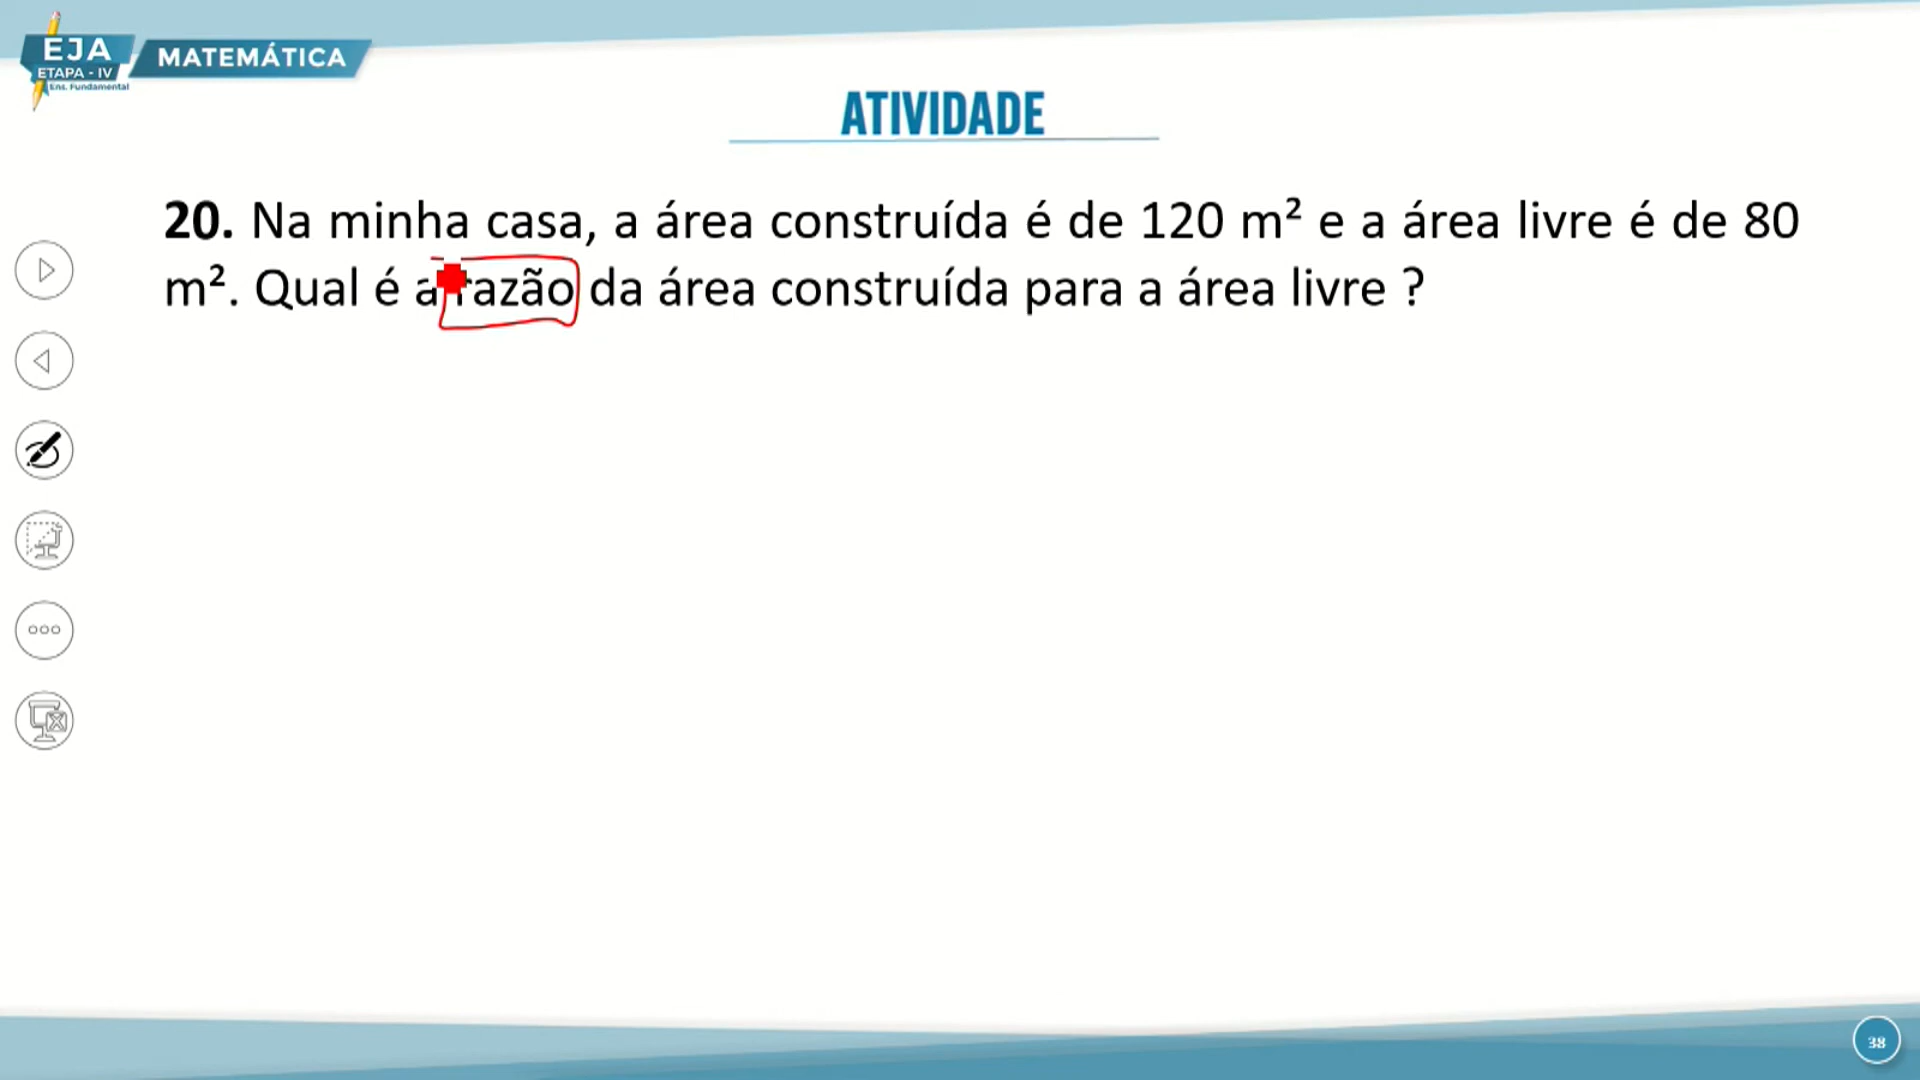 EJA
ETAPA - IV
Ens. Fundamental
MATEMÁTICA
ATIVIDADE
20. Na minha casa, a área construída é de 120 m² e a área livre é de 80
m². Qual é a razão da área construída para a área livre ?
38